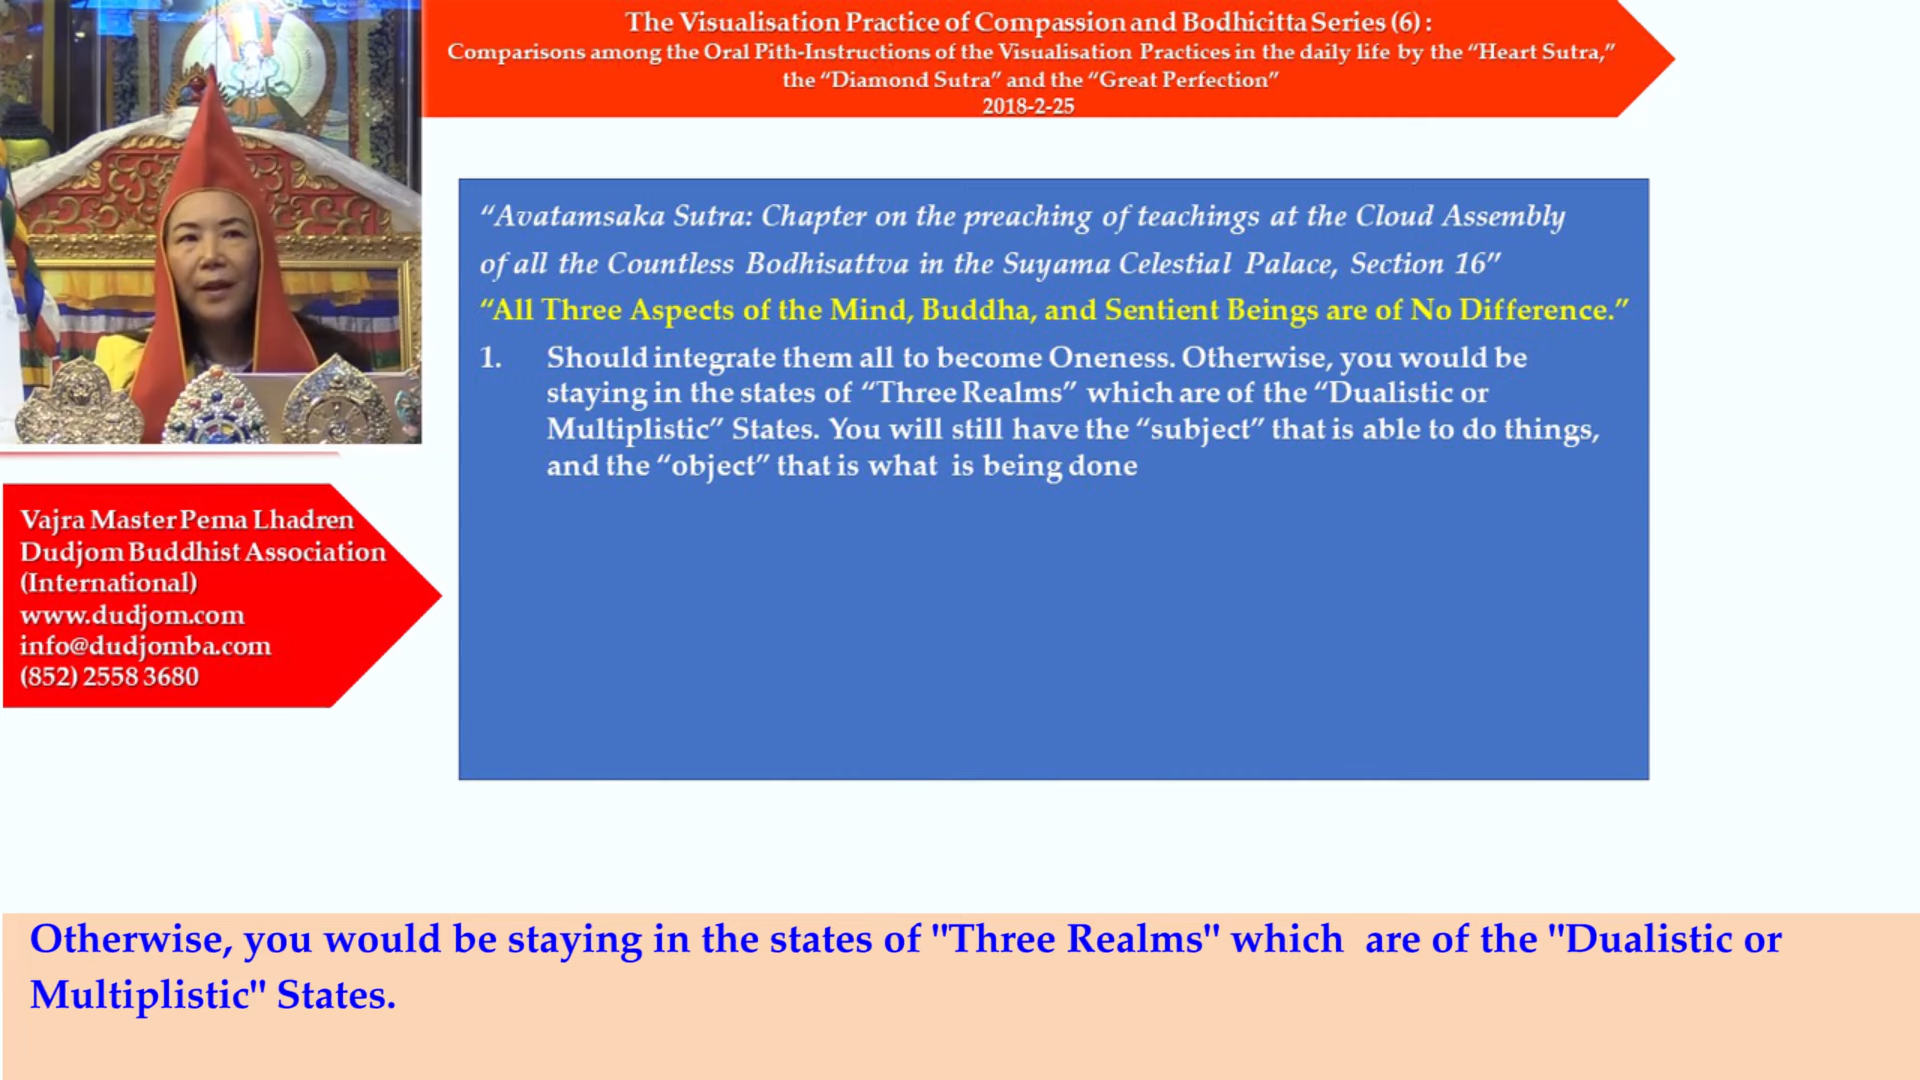 The Visualisation Practice of Compassion and Bodhicitta Series (6) :
Comparisons among the Oral Pith-Instructions of the Visualisation Practices in the daily life by the “Heart Sutra,”
the “Diamond Sutra” and the “Great Perfection”
2018-2-25
“Avatamsaka Sutra: Chapter on the preaching of teachings at the Cloud Assembly
of all the Countless Bodhisattva in the Suyama Celestial Palace, Section 16”
“All Three Aspects of the Mind, Buddha, and Sentient Beings are of No Difference.”
1. Should integrate them all to become Oneness. Otherwise, you would be
staying in the states of “Three Realms” which are of the “Dualistic or
Multiplistic” States. You will still have the “subject” that is able to do things,
and the “object” that is what is being done
Vajra Master Pema Lhadren
Dudjom Buddhist Association
(International)
www.dudjom.com
info@dudjomba.com
(852) 2558 3680
Otherwise, you would be staying in the states of "Three Realms" which are of the "Dualistic or
Multiplistic" States.